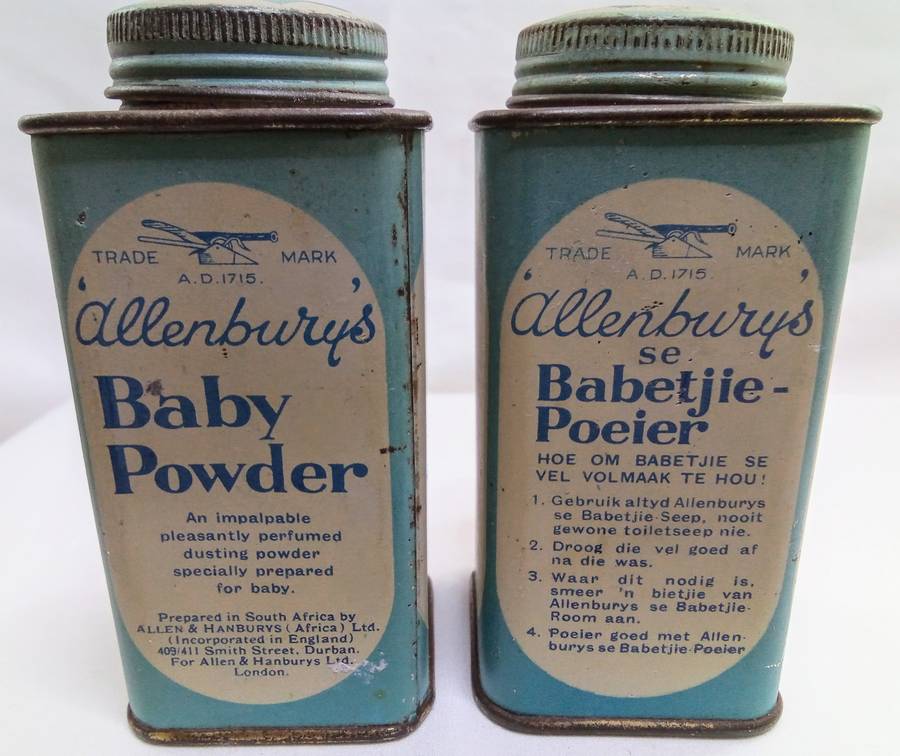 TRADE MARK
A.D.1715.
'Allenbury's
Baby
Powder
An impalpable
pleasantly perfumed
dusting powder
specially prepared
for baby.
Prepared in South Africa by
ALLEN & HANBURYS (Africa) Ltd.
(Incorporated in England)
409/411 Smith Street, Durban.
For Allen & Hanburys Ltd.
London.
TRADE MARK
A.D.1715.
'Allenbury's
se
Babetjie-
Poeier
HOE OM BABETJIE SE
VEL VOLMAAK TE HOU!
1. Gebruik altyd Allenburys
se Babetjie-Seep, nooit
gewone toiletseep nie.
2. Droog die vel goed af
na die was.
3. Waar dit nodig is,
smeer 'n bietjie van
Allenburys se Babetjie-
Room aan.
4. Poeier goed met Allen-
burys se Babetjie-Poeier